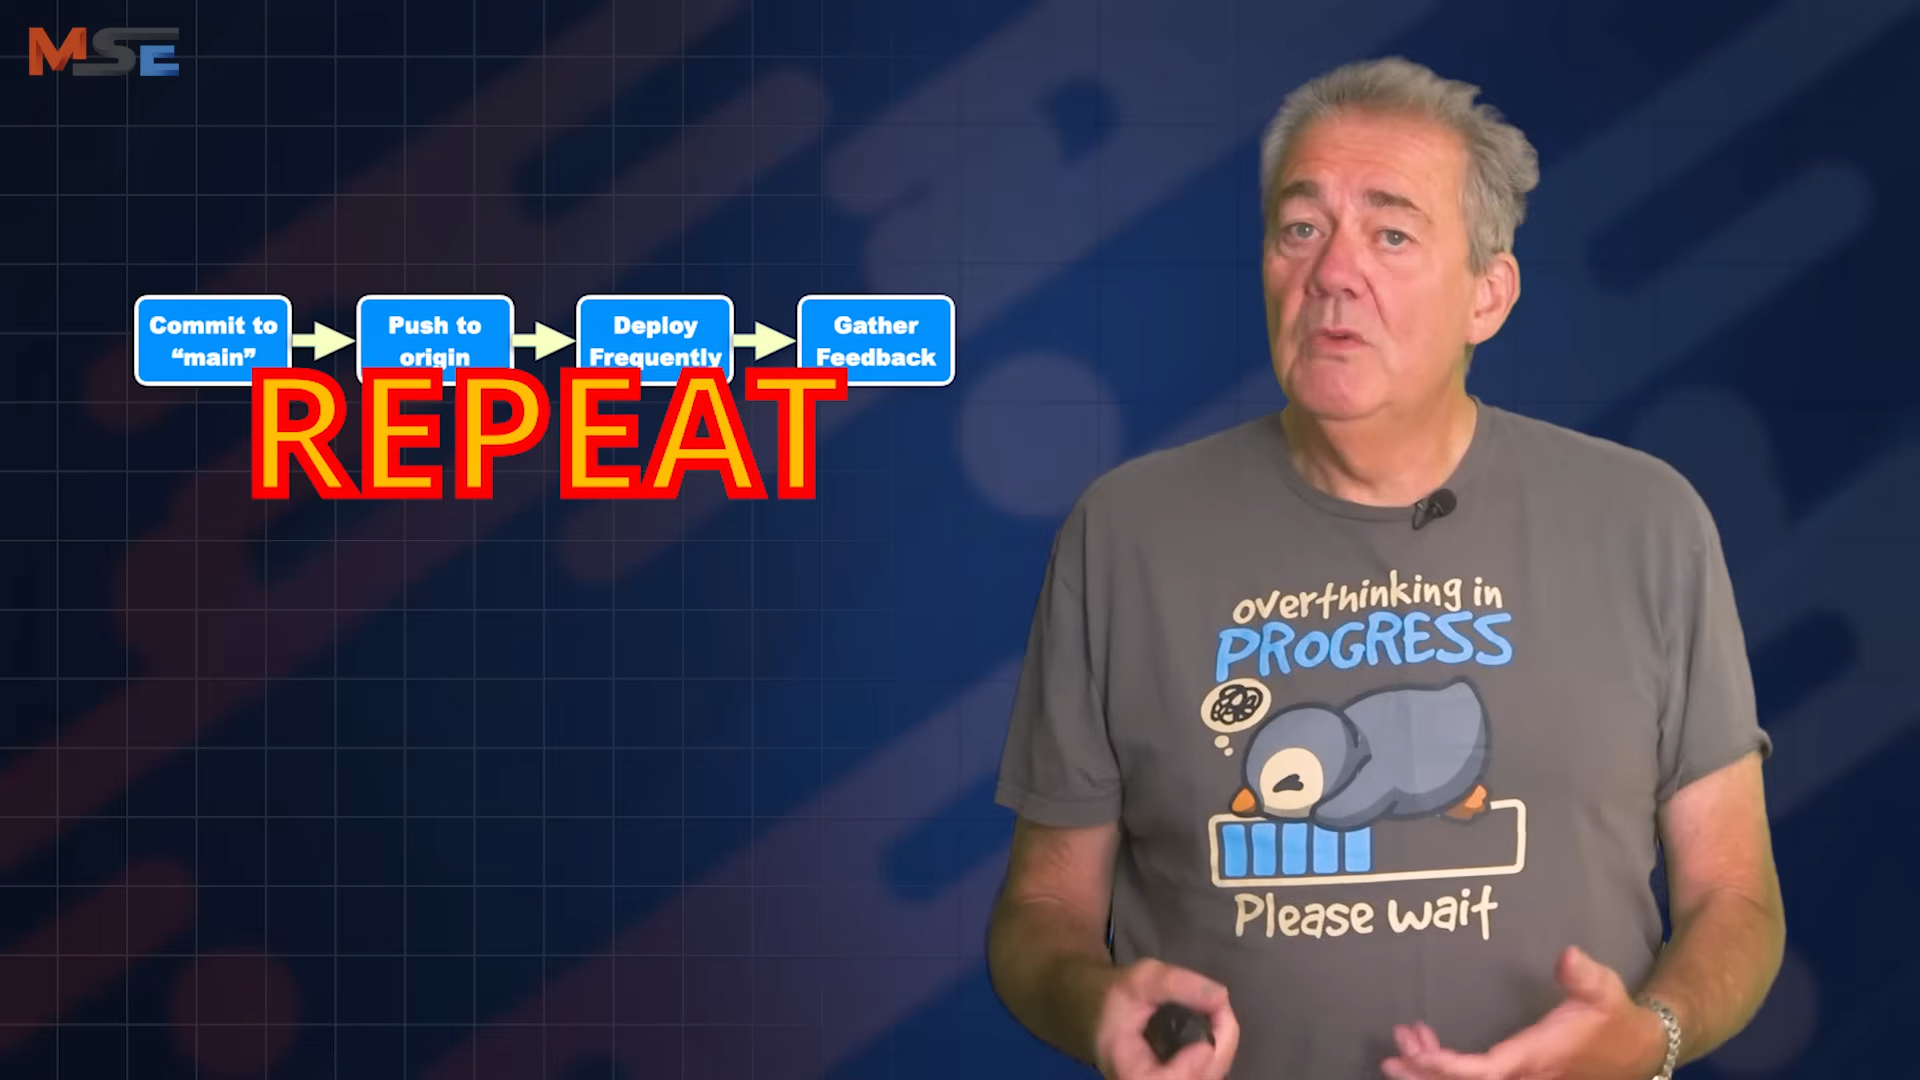 MSE
Commit to
“main”
Push to
origin
Deploy
Frequently
Gather
Feedback
REPEAT
overthinking in
PROGRESS
Please wait